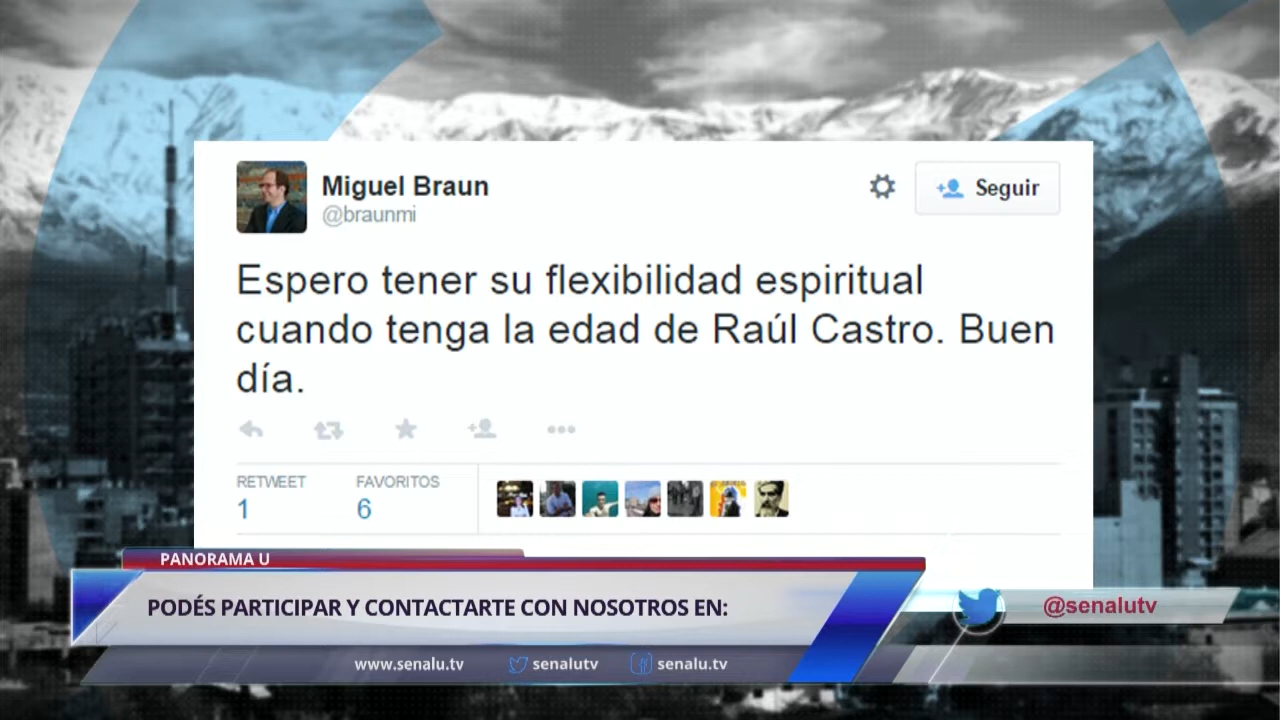 Miguel Braun
@braunmi
Seguir
Espero tener su flexibilidad espiritual
cuando tenga la edad de Raúl Castro. Buen
día.
RETWEET
FAVORITOS
1
6
PANORAMA U
PODÉS PARTICIPAR Y CONTACTARTE CON NOSOTROS EN:
@senalutv
www.senalu.tv
senalutv
senalu.tv